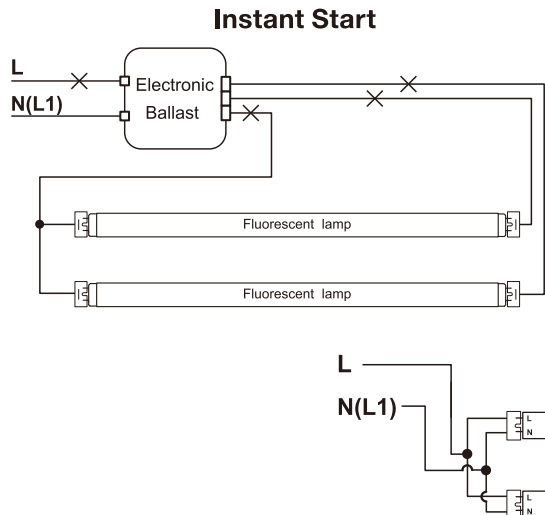 Instant Start
L
N(L1)
Electronic
Ballast
Fluorescent lamp
Fluorescent lamp
L
N(L1)
L
N
L
N